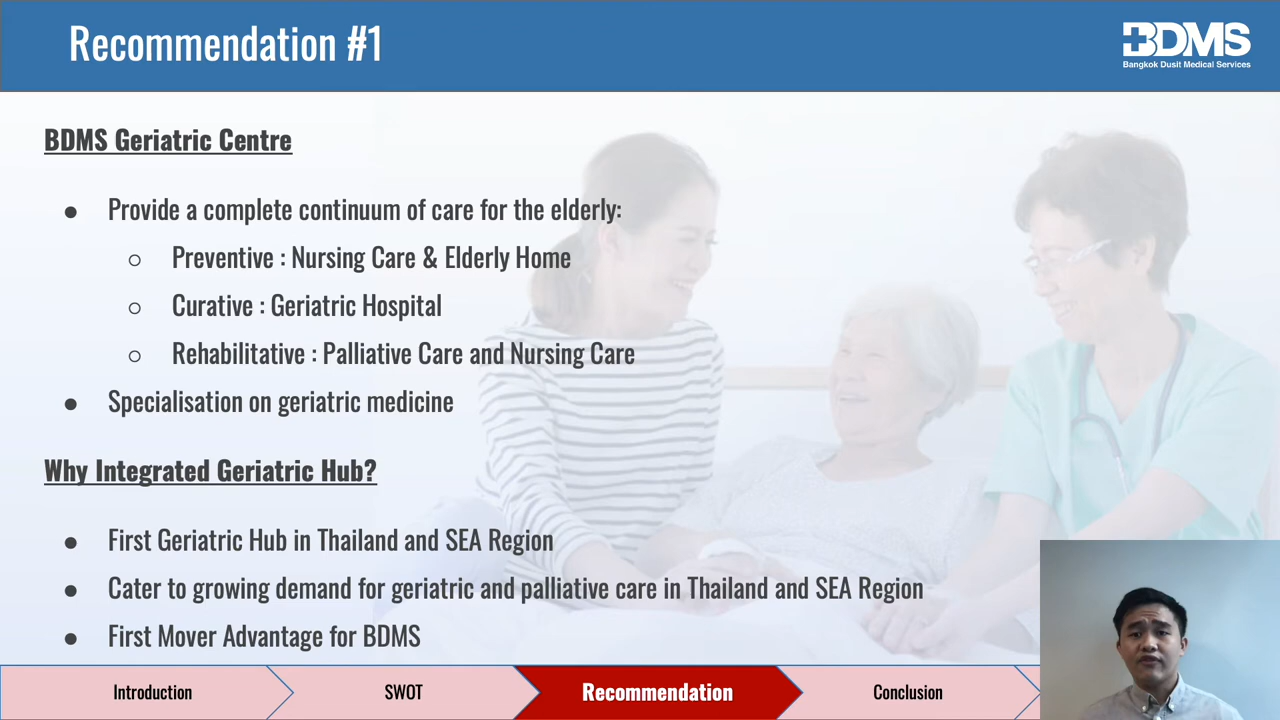 Recommendation #1
BDMS
Bangkok Dusit Medical Services
BDMS Geriatric Centre
● Provide a complete continuum of care for the elderly:
○ Preventive : Nursing Care & Elderly Home
○ Curative : Geriatric Hospital
○ Rehabilitative : Palliative Care and Nursing Care
● Specialisation on geriatric medicine
Why Integrated Geriatric Hub?
● First Geriatric Hub in Thailand and SEA Region
● Cater to growing demand for geriatric and palliative care in Thailand and SEA Region
● First Mover Advantage for BDMS
Introduction
SWOT
Recommendation
Conclusion